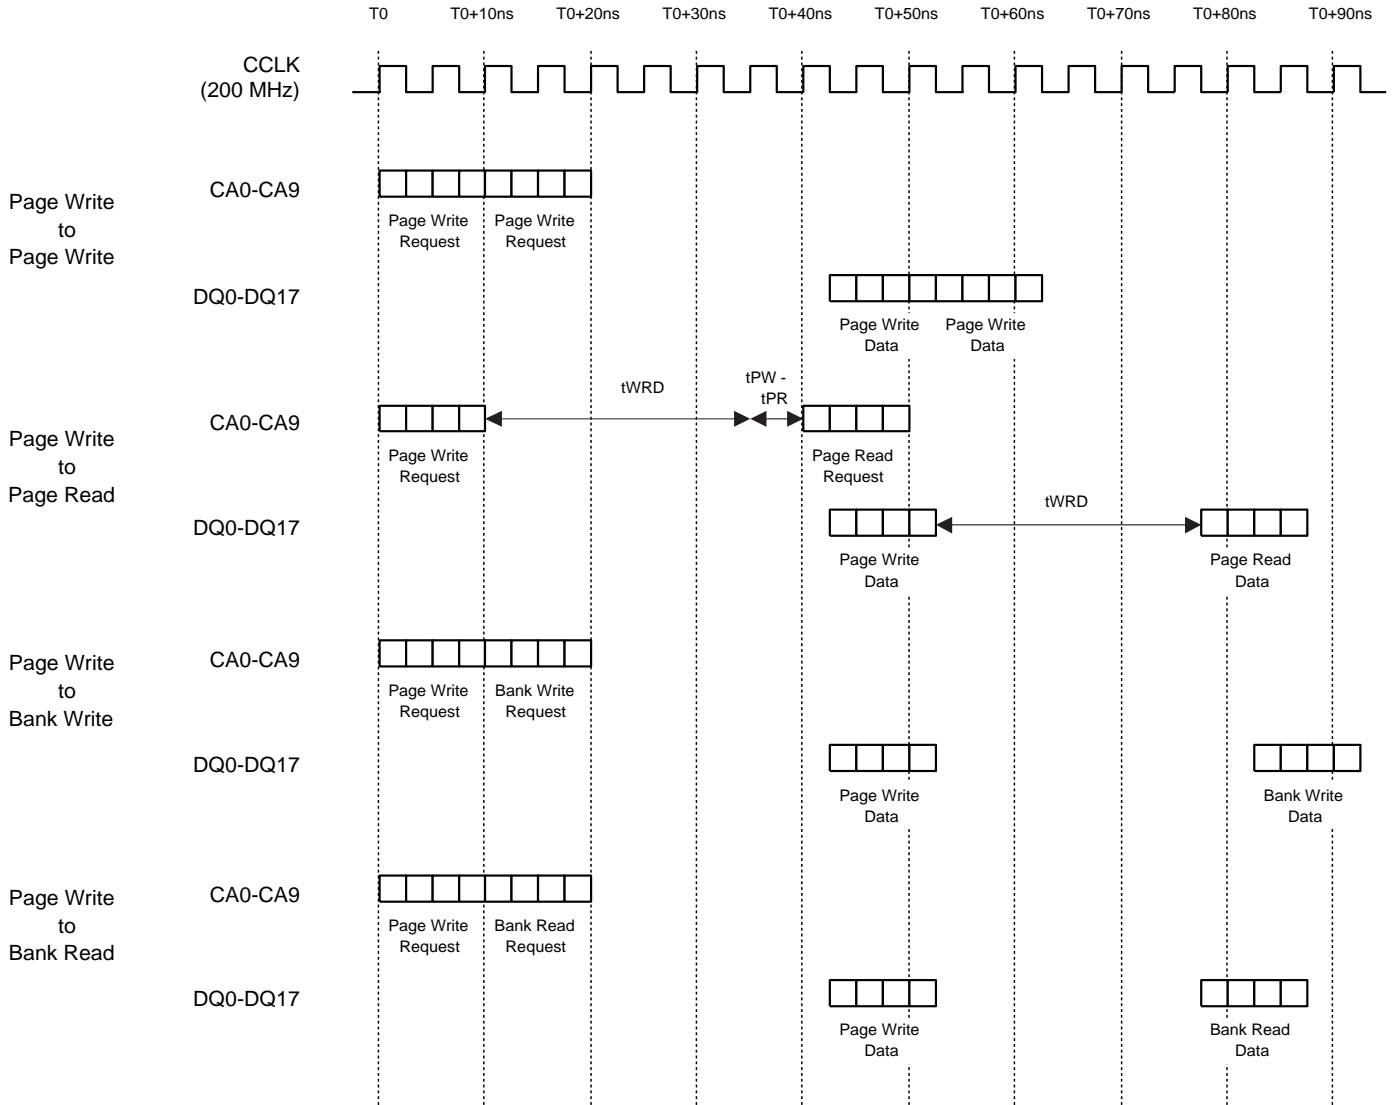 T0 T0+10ns T0+20ns T0+30ns T0+40ns T0+50ns T0+60ns T0+70ns T0+80ns T0+90ns
CCLK
(200 MHz)
Page Write
to
Page Write
CA0-CA9
Page Write Page Write
Request Request
DQ0-DQ17
Page Write Page Write
Data Data
Page Write
to
Page Read
CA0-CA9
tWRD
tPW -
tPR
Page Write Page Read
Request Request
DQ0-DQ17
tWRD
Page Write Page Read
Data Data
Page Write
to
Bank Write
CA0-CA9
Page Write Bank Write
Request Request
DQ0-DQ17
Page Write Bank Write
Data Data
Page Write
to
Bank Read
CA0-CA9
Page Write Bank Read
Request Request
DQ0-DQ17
Page Write Bank Read
Data Data